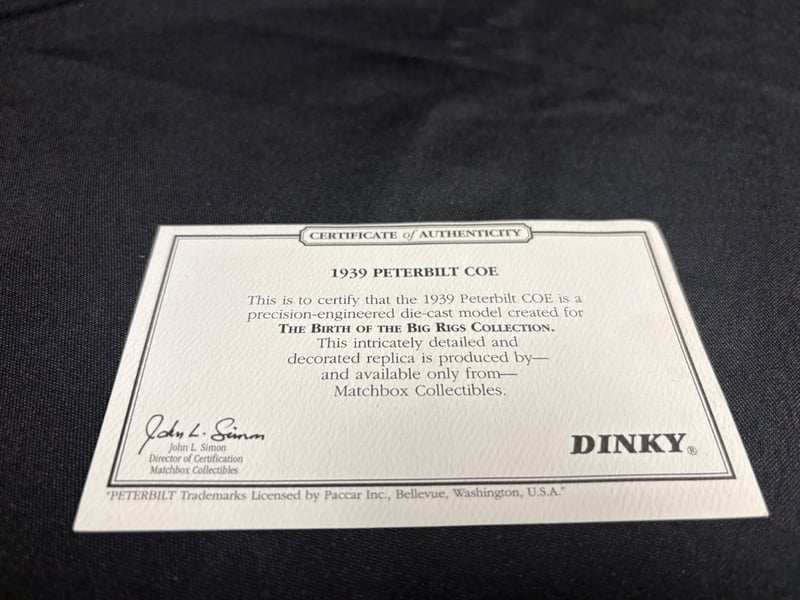 CERTIFICATE of AUTHENTICITY
1939 PETERBILT COE
This is to certify that the 1939 Peterbilt COE is a
precision-engineered die-cast model created for
THE BIRTH OF THE BIG RIGS COLLECTION.
This intricately detailed and
decorated replica is produced by—
and available only from—
Matchbox Collectibles.
John L. Simon
John L. Simon
Director of Certification
Matchbox Collectibles
DINKY®
"PETERBILT Trademarks Licensed by Paccar Inc., Bellevue, Washington, U.S.A."